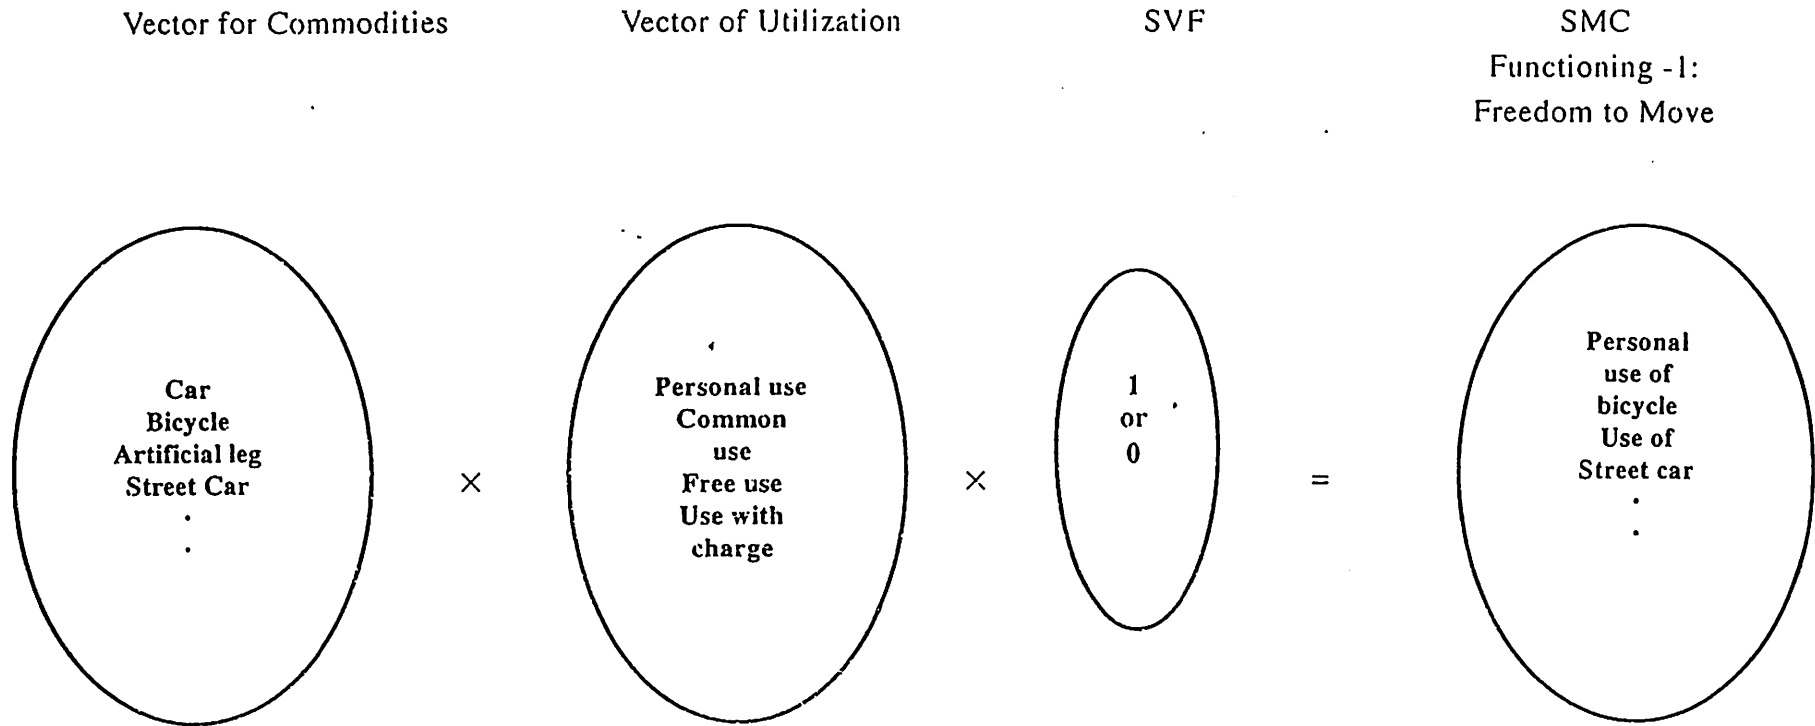 Vector for Commodities
Vector of Utilization
SVF
SMC
Functioning -1:
Freedom to Move
Car
Bicycle
Artificial leg
Street Car
.
.
×
Personal use
Common
use
Free use
Use with
charge
×
1
or
0
=
Personal
use of
bicycle
Use of
Street car
.
.